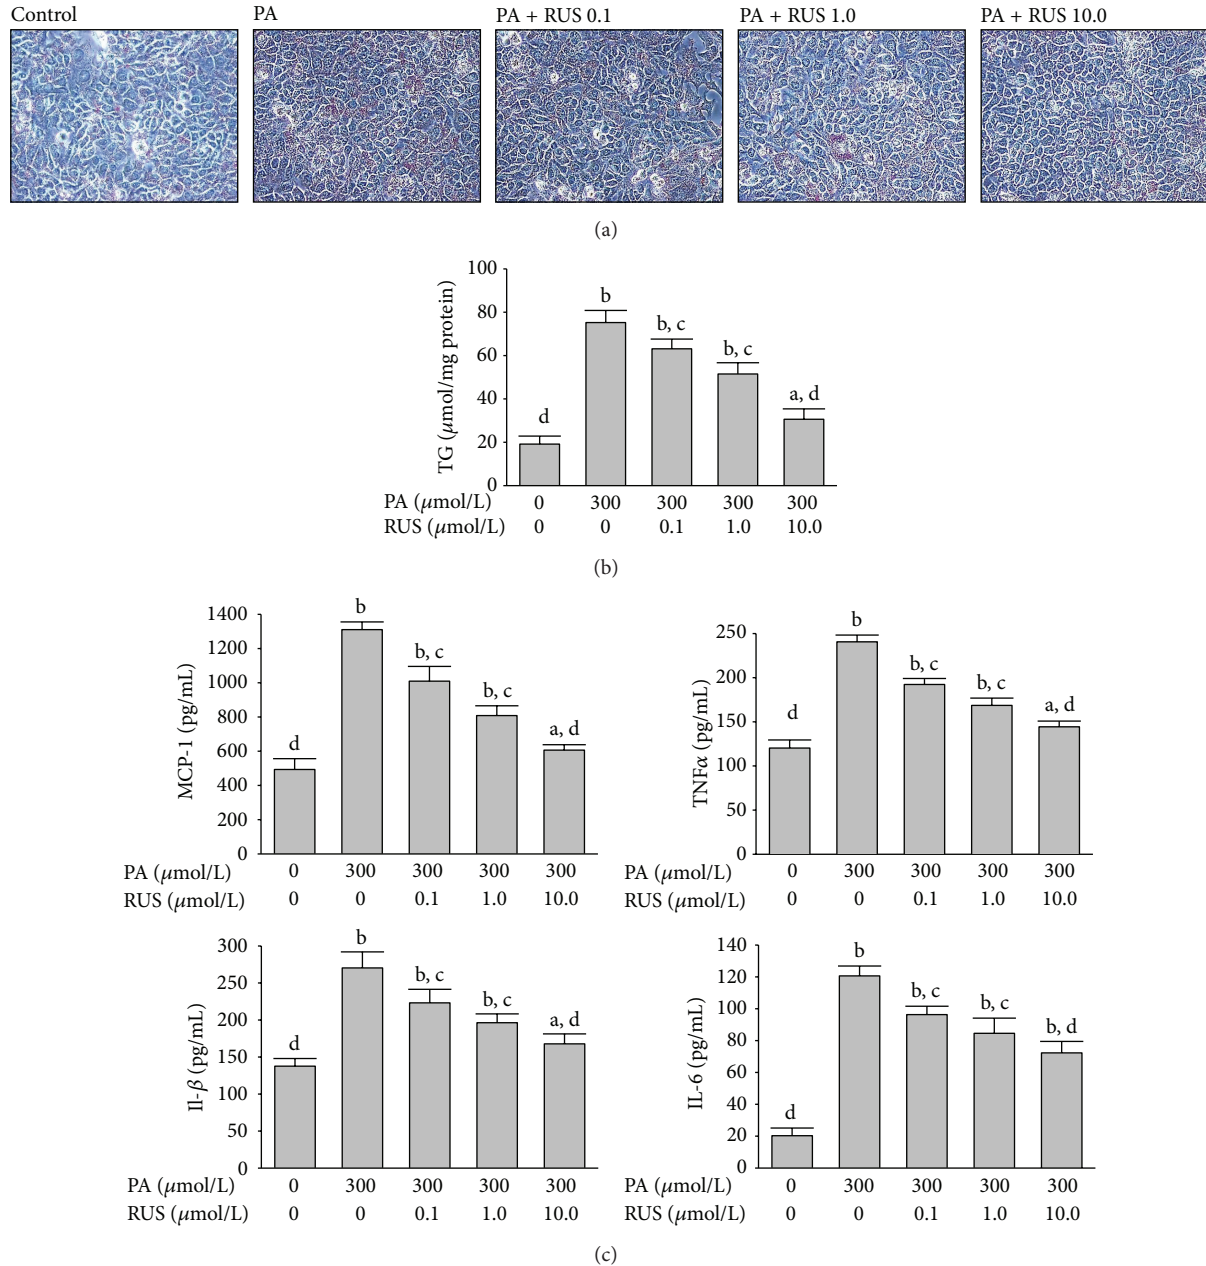 Control PA PA + RUS 0.1 PA + RUS 1.0 PA + RUS 10.0
(a)
TG (μmol/mg protein)
100
80
60
40
20
0
d b b, c b, c a, d
PA (μmol/L) 0 300 300 300 300
RUS (μmol/L) 0 0 0.1 1.0 10.0
(b)
MCP-1 (pg/mL)
1400
1200
1000
800
600
400
200
0
d b b, c b, c a, d
PA (μmol/L) 0 300 300 300 300
RUS (μmol/L) 0 0 0.1 1.0 10.0
TNFα (pg/mL)
250
200
150
100
50
0
d b b, c b, c a, d
PA (μmol/L) 0 300 300 300 300
RUS (μmol/L) 0 0 0.1 1.0 10.0
Il-β (pg/mL)
300
250
200
150
100
50
0
d b b, c b, c a, d
PA (μmol/L) 0 300 300 300 300
RUS (μmol/L) 0 0 0.1 1.0 10.0
IL-6 (pg/mL)
140
120
100
80
60
40
20
0
d b b, c b, c b, d
PA (μmol/L) 0 300 300 300 300
RUS (μmol/L) 0 0 0.1 1.0 10.0
(c)